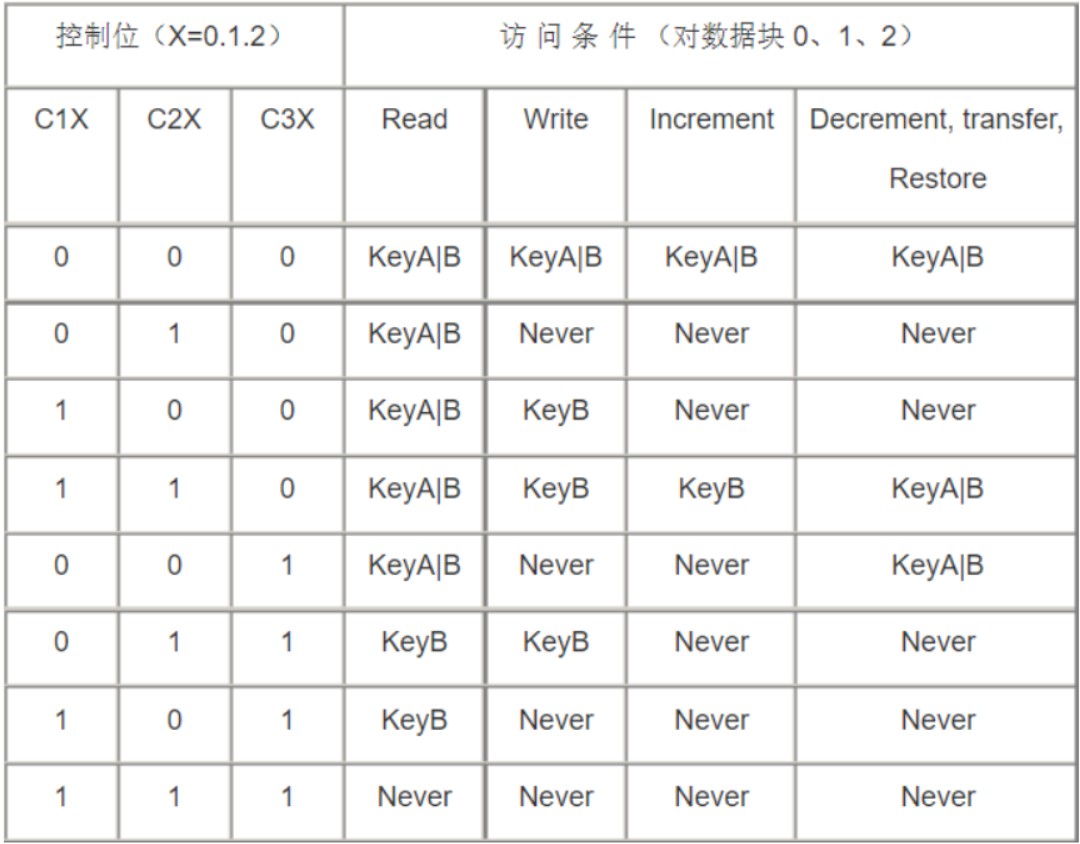 控制位（X=0.1.2） 访 问 条 件 （对数据块 0、1、2）
C1X C2X C3X Read Write Increment Decrement, transfer,
Restore
0 0 0 KeyA|B KeyA|B KeyA|B KeyA|B
0 1 0 KeyA|B Never Never Never
1 0 0 KeyA|B KeyB Never Never
1 1 0 KeyA|B KeyB KeyB KeyA|B
0 0 1 KeyA|B Never Never KeyA|B
0 1 1 KeyB KeyB Never Never
1 0 1 KeyB Never Never Never
1 1 1 Never Never Never Never